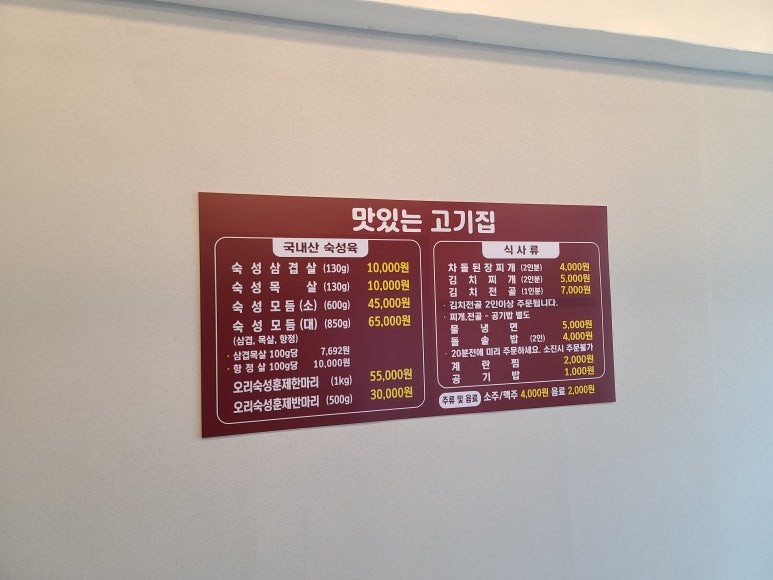 맛있는 고기집
국내산 숙성육
숙성삼겹살 (130g) 10,000원
숙성목살 (130g) 10,000원
숙성모둠(소) (600g) 45,000원
숙성모둠(대) (850g) 65,000원
(삼겹, 목살, 항정)
· 삼겹목살 100g당 7,692원
· 항정살 100g당 10,000원
오리숙성훈제한마리 (1kg) 55,000원
오리숙성훈제반마리 (500g) 30,000원
식사류
차돌된장찌개 (2인분) 4,000원
김치찌개 (2인분) 5,000원
김치전골 (1인분) 7,000원
· 김치전골 2인이상 주문됩니다.
· 찌개,전골 - 공기밥 별도
물냉면 5,000원
돌솥밥 (2인) 4,000원
· 20분전에 미리 주문하세요. 소진시 주문불가
계란찜 2,000원
공기밥 1,000원
주류 및 음료 소주/맥주 4,000원 음료 2,000원